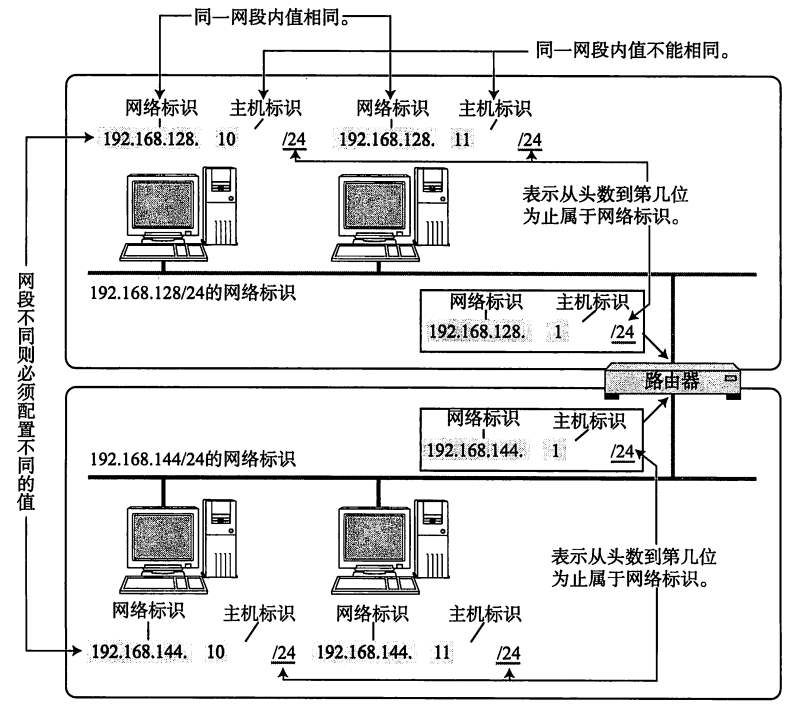 同一网段内值相同。
同一网段内值不能相同。
网络标识 主机标识 网络标识 主机标识
192.168.128. 10 /24 192.168.128. 11 /24
表示从头数到第几位
为止属于网络标识。
192.168.128/24的网络标识
网络标识 主机标识
192.168.128. 1 /24
路由器
网段不同则必须配置不同的值
网络标识 主机标识
192.168.144. 1 /24
192.168.144/24的网络标识
表示从头数到第几位
为止属于网络标识。
网络标识 主机标识 网络标识 主机标识
192.168.144. 10 /24 192.168.144. 11 /24